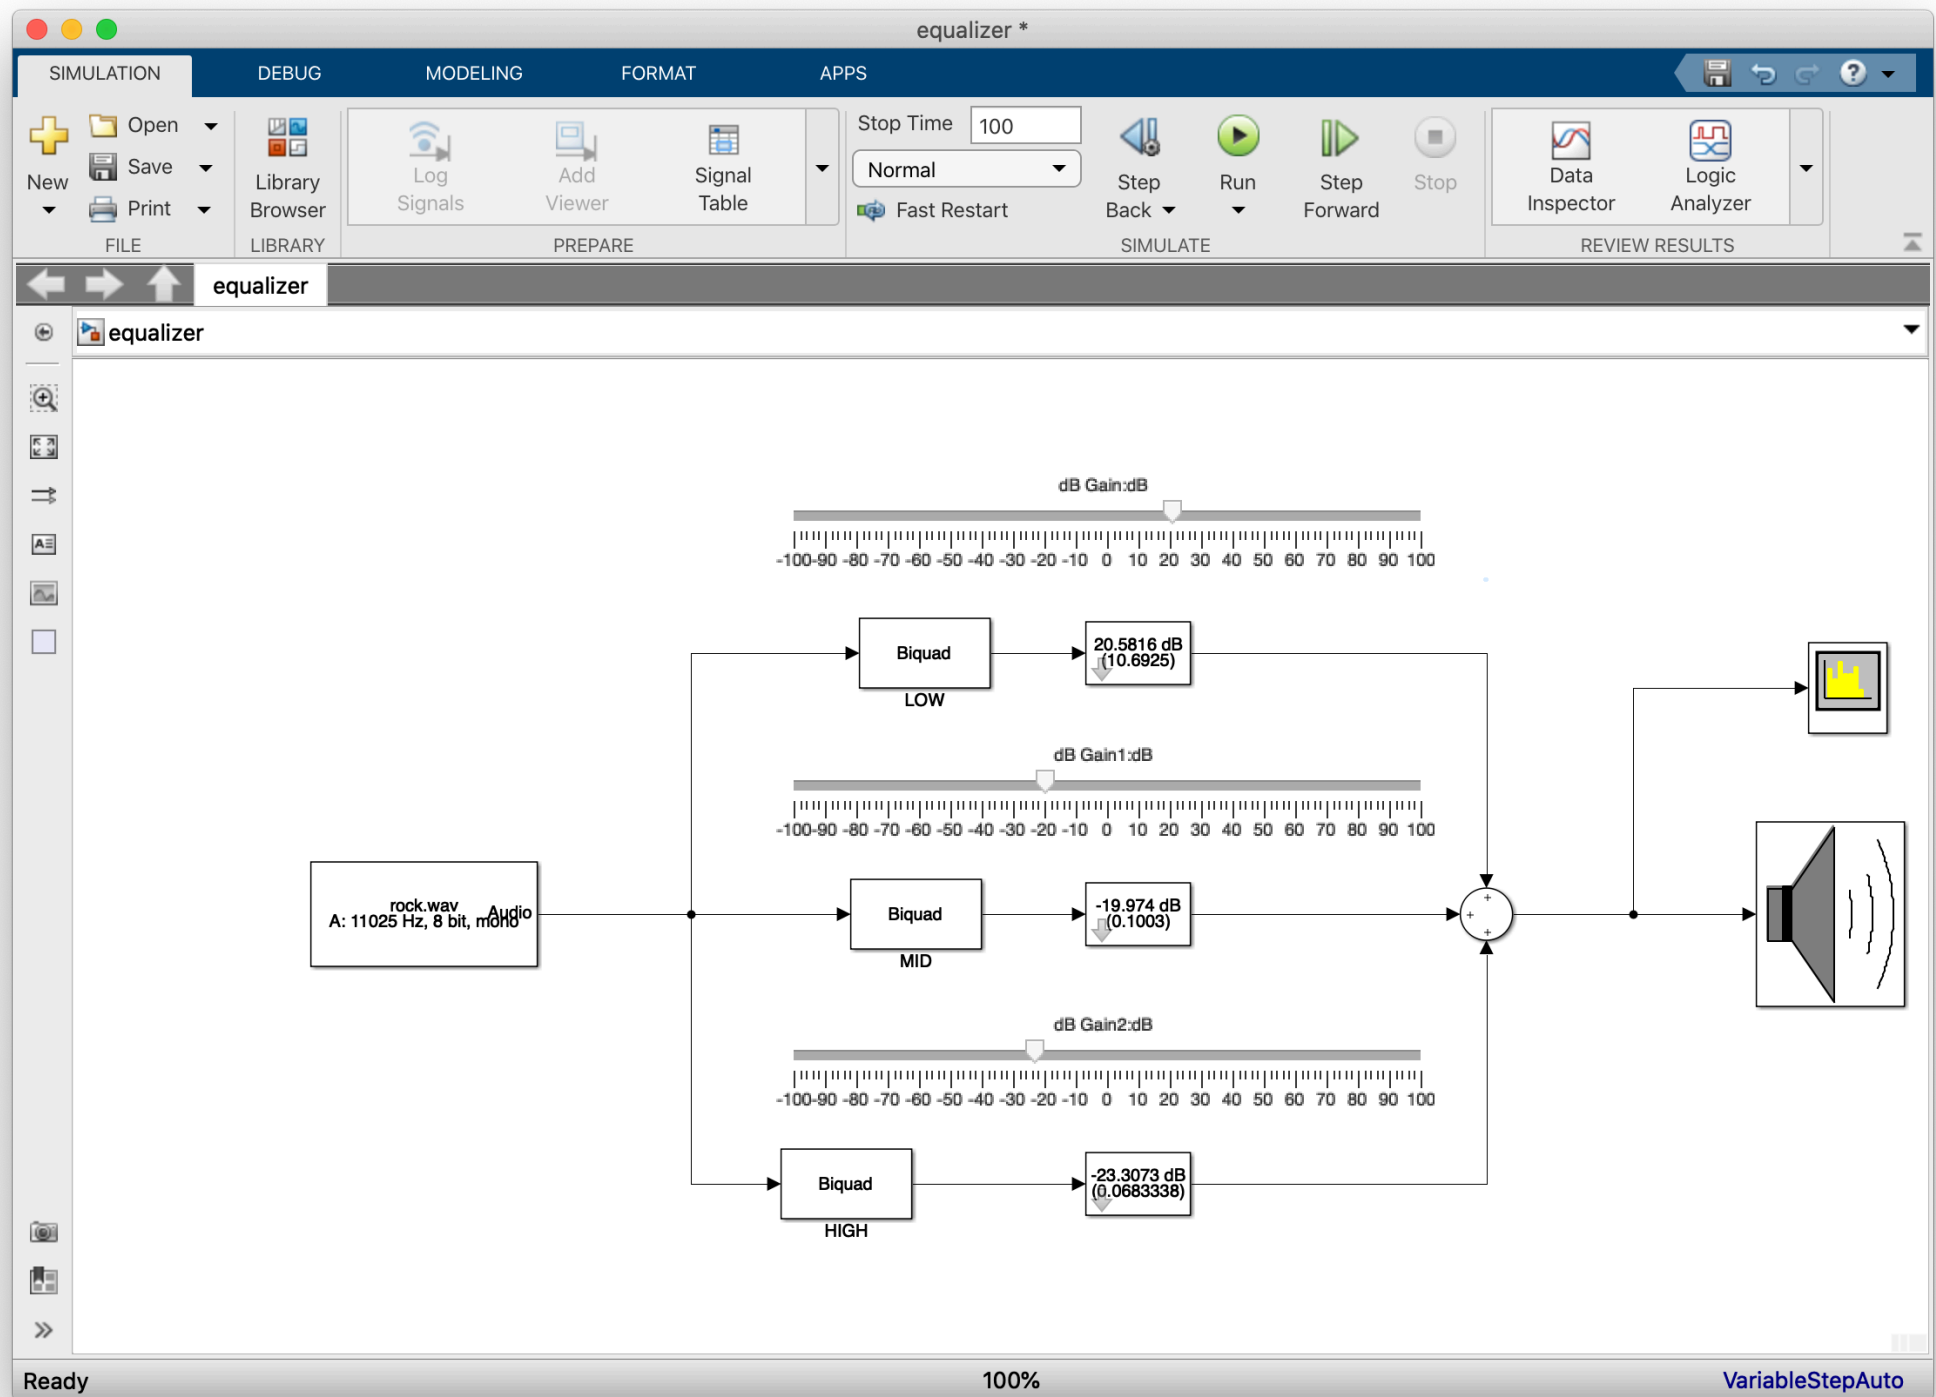 equalizer *
SIMULATION DEBUG MODELING FORMAT APPS
New
Open
Save
Print
FILE
Library
Browser
LIBRARY
Log
Signals
Add
Viewer
Signal
Table
PREPARE
Stop Time 100
Normal
Fast Restart
Step
Back
Run
Step
Forward
Stop
SIMULATE
Data
Inspector
Logic
Analyzer
REVIEW RESULTS
equalizer
equalizer
dB Gain:dB
-100 -90 -80 -70 -60 -50 -40 -30 -20 -10 0 10 20 30 40 50 60 70 80 90 100
Biquad
LOW
20.5816 dB
(10.6925)
dB Gain1:dB
-100 -90 -80 -70 -60 -50 -40 -30 -20 -10 0 10 20 30 40 50 60 70 80 90 100
rock.wav
A: 11025 Hz, 8 bit, mono
Audio
Biquad
MID
-19.974 dB
(0.1003)
+
+
+
dB Gain2:dB
-100 -90 -80 -70 -60 -50 -40 -30 -20 -10 0 10 20 30 40 50 60 70 80 90 100
Biquad
HIGH
-23.3073 dB
(0.0683338)
Ready 100% VariableStepAuto